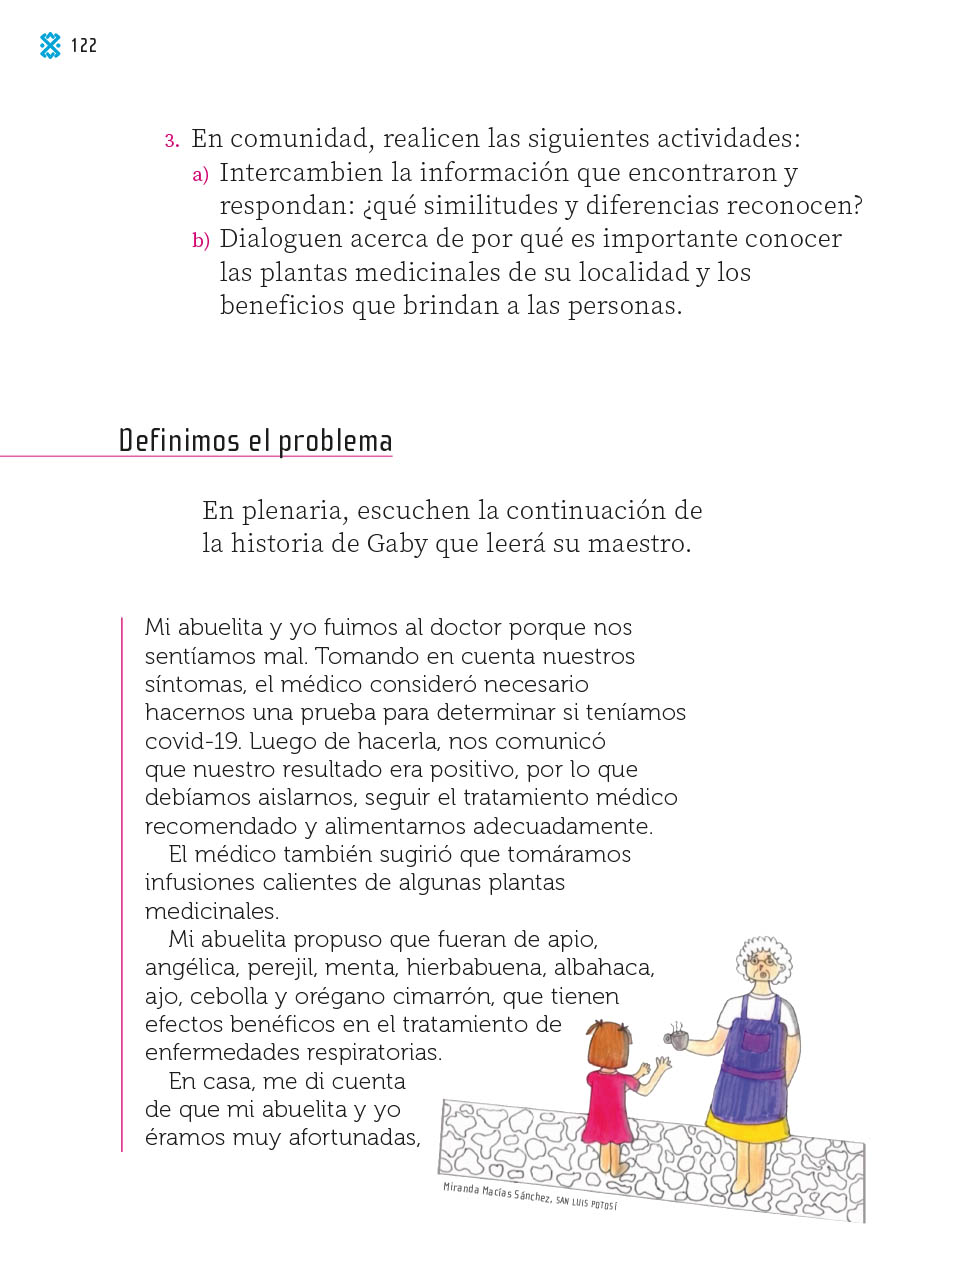 122
3. En comunidad, realicen las siguientes actividades:
a) Intercambien la información que encontraron y
respondan: ¿qué similitudes y diferencias reconocen?
b) Dialoguen acerca de por qué es importante conocer
las plantas medicinales de su localidad y los
beneficios que brindan a las personas.
Definimos el problema
En plenaria, escuchen la continuación de
la historia de Gaby que leerá su maestro.
Mi abuelita y yo fuimos al doctor porque nos
sentíamos mal. Tomando en cuenta nuestros
síntomas, el médico consideró necesario
hacernos una prueba para determinar si teníamos
covid-19. Luego de hacerla, nos comunicó
que nuestro resultado era positivo, por lo que
debíamos aislarnos, seguir el tratamiento médico
recomendado y alimentarnos adecuadamente.
El médico también sugirió que tomáramos
infusiones calientes de algunas plantas
medicinales.
Mi abuelita propuso que fueran de apio,
angélica, perejil, menta, hierbabuena, albahaca,
ajo, cebolla y orégano cimarrón, que tienen
efectos benéficos en el tratamiento de
enfermedades respiratorias.
En casa, me di cuenta
de que mi abuelita y yo
éramos muy afortunadas,
Miranda Macías Sánchez, SAN LUIS POTOSÍ